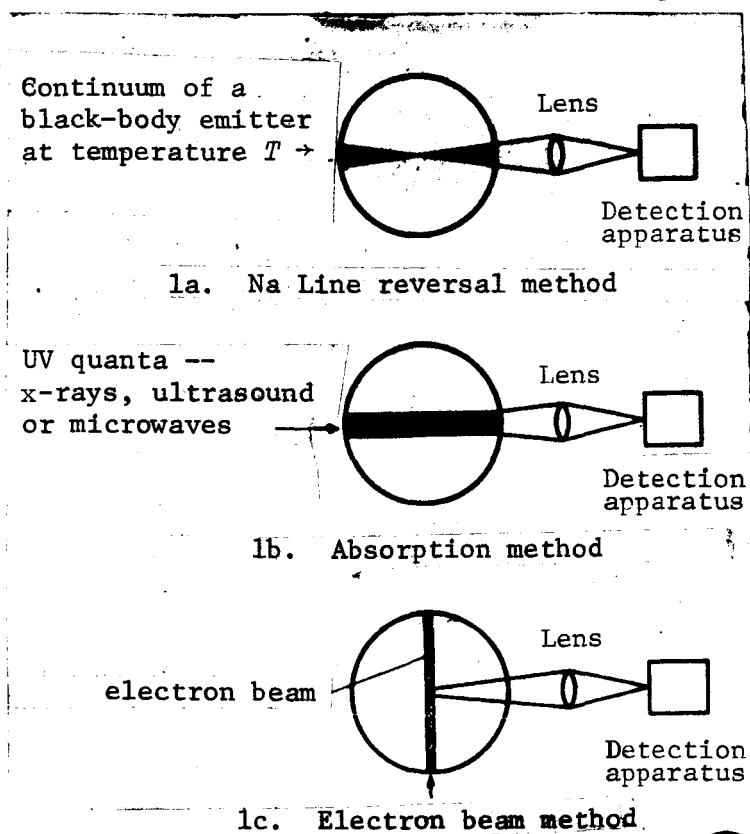 Continuum of a
black-body emitter
at temperature T →
Lens
Detection
apparatus
1a. Na Line reversal method
UV quanta --
x-rays, ultrasound
or microwaves
Lens
Detection
apparatus
1b. Absorption method
Lens
electron beam
Detection
apparatus
1c. Electron beam method